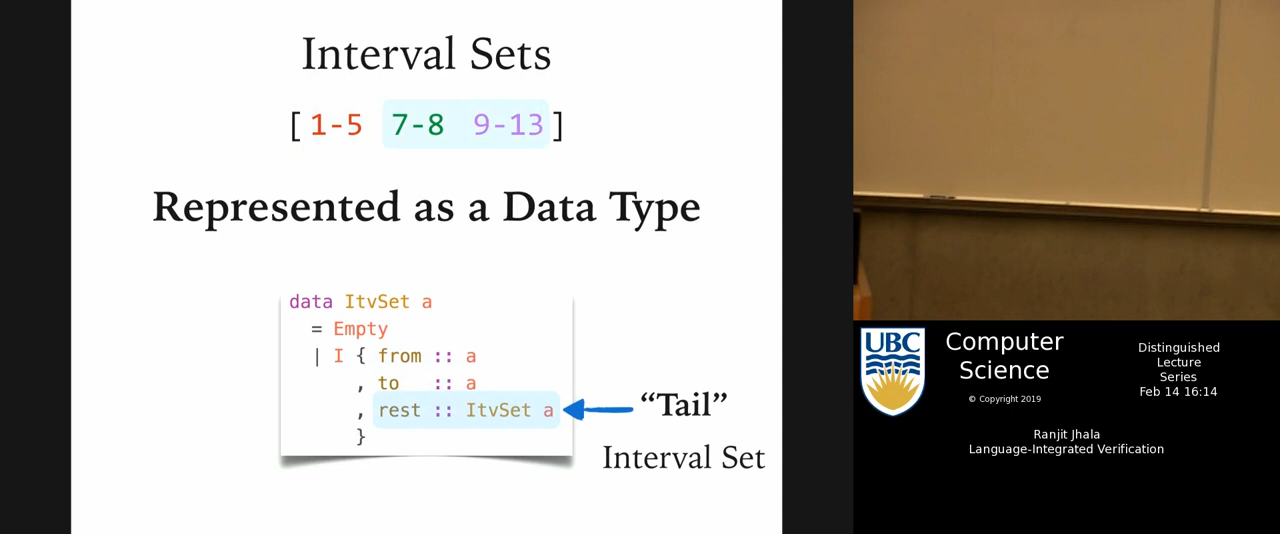 Interval Sets
[ 1-5 7-8 9-13 ]
Represented as a Data Type
data ItvSet a
= Empty
| I { from :: a
, to :: a
, rest :: ItvSet a
}
“Tail”
Interval Set
UBC
Computer
Science
© Copyright 2019
Distinguished
Lecture
Series
Feb 14 16:14
Ranjit Jhala
Language-Integrated Verification